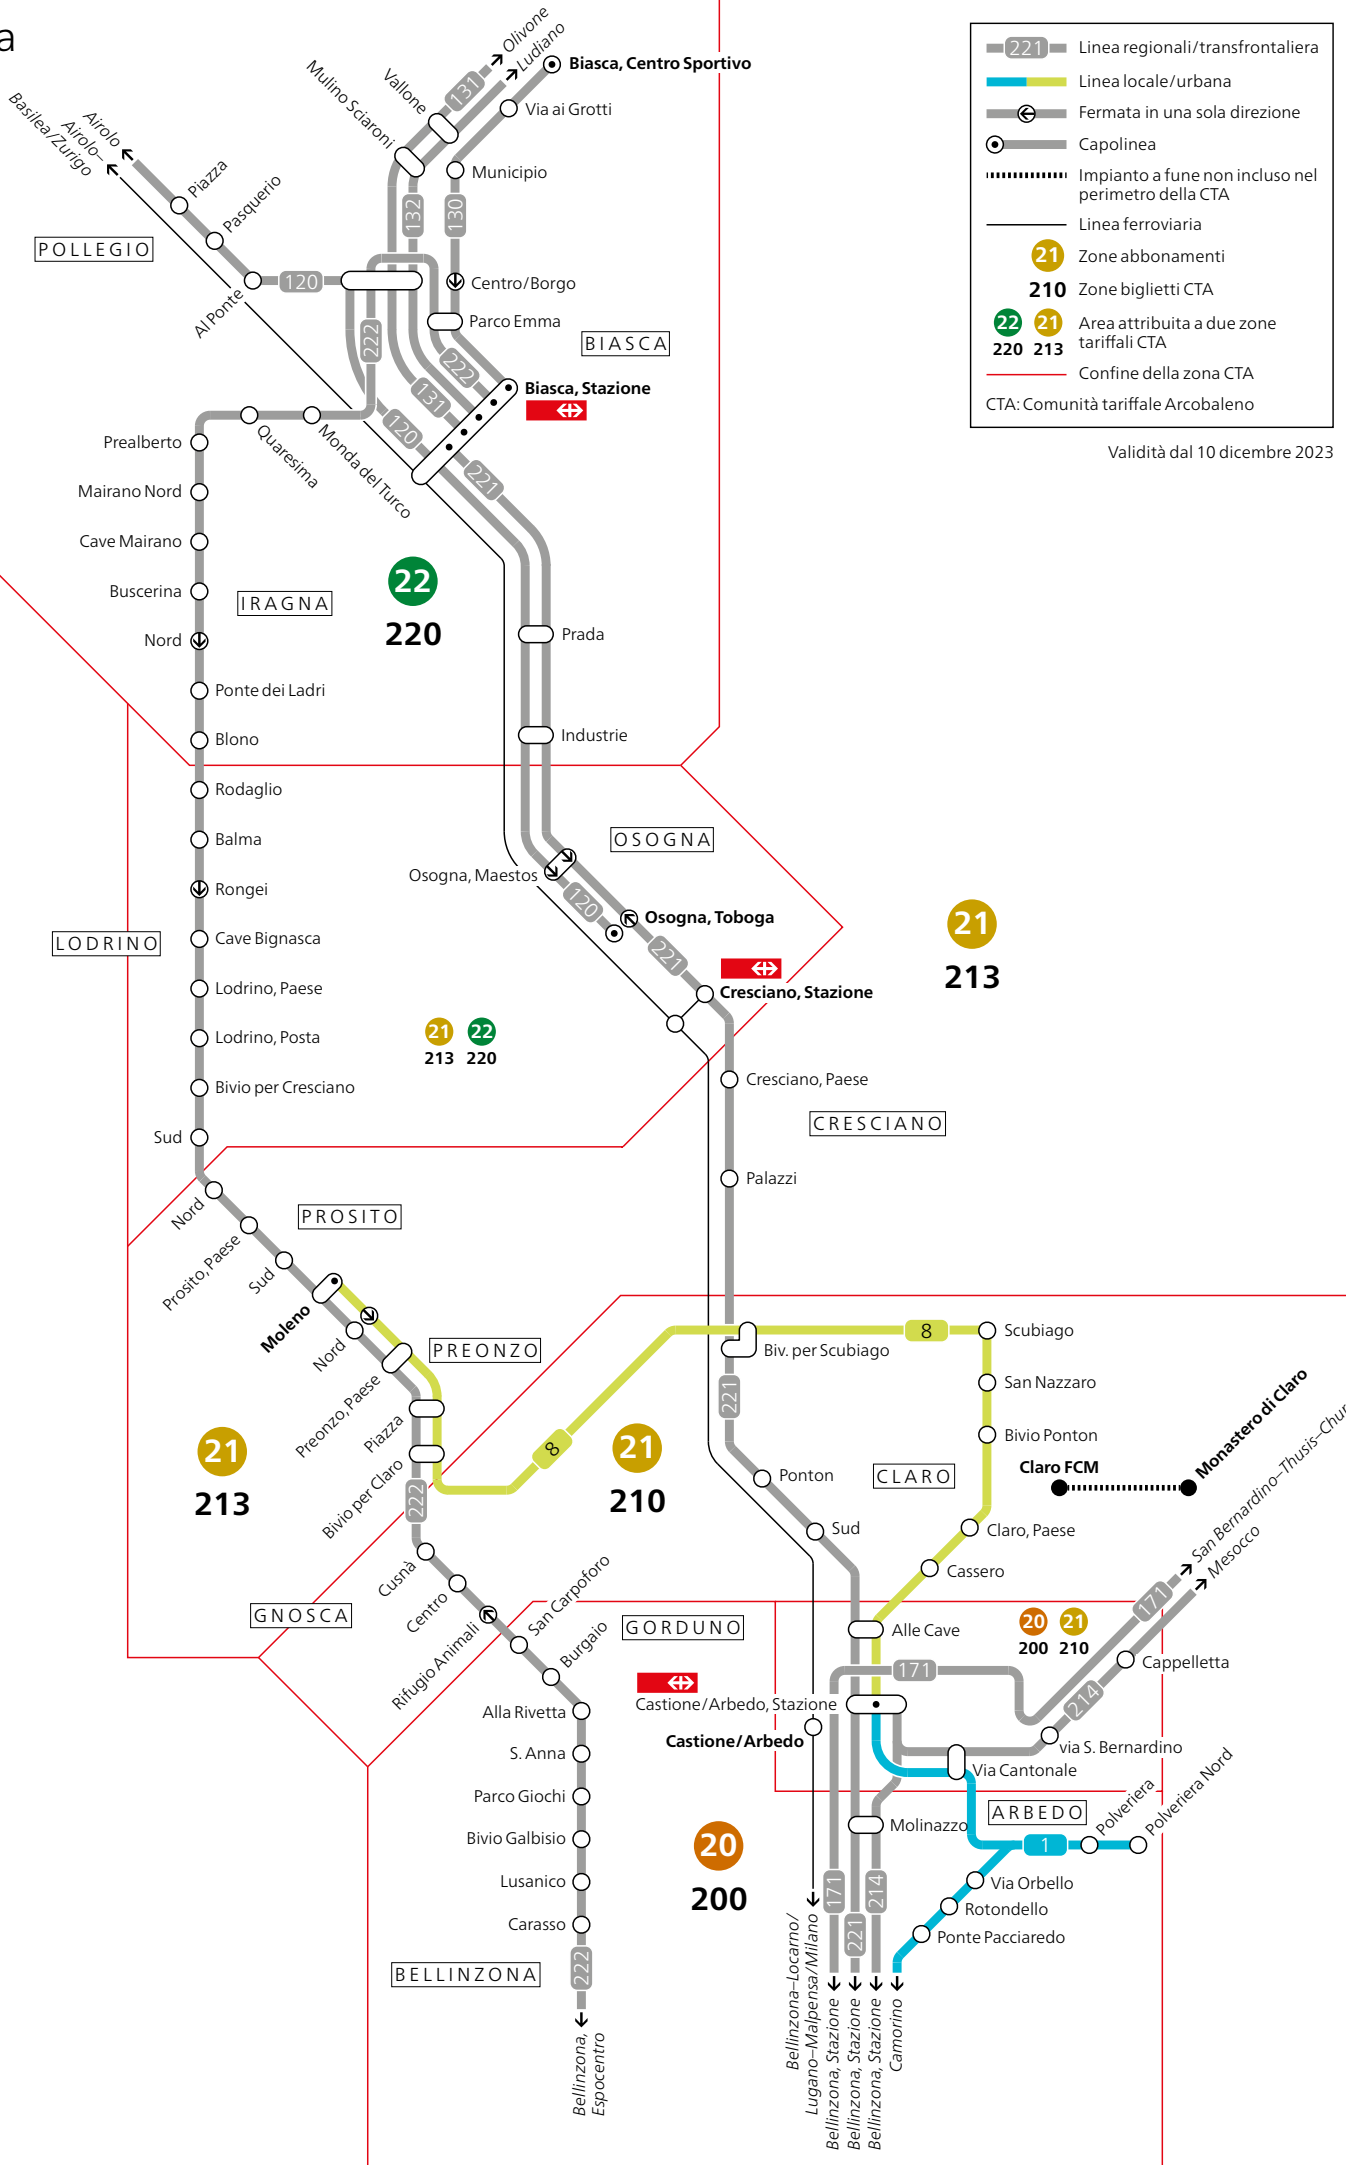 a
Olivone
Ludiano
Biasca, Centro Sportivo
Via ai Grotti
Municipio
Mulino Sciaroni
Vallone
131
132
130
Airolo
Airolo–
Basilea/Zurigo
Piazza
Pasquerio
POLLEGIO
Al Ponte
120
222
Centro/Borgo
Parco Emma
BIASCA
222
131
120
Biasca, Stazione
221
Prealberto
Quaresima
Monda del Turco
Mairano Nord
Cave Mairano
Buscerina
IRAGNA
22
220
Nord
Prada
Ponte dei Ladri
Blono
Industrie
Rodaglio
Balma
OSOGNA
Osogna, Maestos
Rongei
120
Osogna, Toboga
LODRINO
Cave Bignasca
221
21
213
Lodrino, Paese
Cresciano, Stazione
Lodrino, Posta
21 22
213 220
Bivio per Cresciano
Cresciano, Paese
CRESCIANO
Sud
Palazzi
Nord
Prosito, Paese
Sud
PROSITO
Moleno
Nord
PREONZO
Preonzo, Paese
Piazza
Bivio per Claro
8
Scubiago
Biv. per Scubiago
San Nazzaro
221
Bivio Ponton
8
21
213
21
210
Ponton
CLARO
Claro FCM
Monastero di Claro
222
Sud
Claro, Paese
Cassero
San Bernardino–Thusis–Chur
Mesocco
Cusnà
Centro
Rifugio Animali
San Carpoforo
Burgaio
GNOSCA
GORDUNO
Alle Cave
20 21
200 210
171
Cappelletta
171
214
Castione/Arbedo, Stazione
Castione/Arbedo
via S. Bernardino
Via Cantonale
Alla Rivetta
S. Anna
Parco Giochi
Bivio Galbisio
Lusanico
Carasso
222
BELLINZONA
Bellinzona,
Espocentro
20
200
Molinazzo
ARBEDO
1
Polveriera
Polveriera Nord
Via Orbello
Rotondello
Ponte Pacciaredo
171
221
214
Bellinzona–Locarno/
Lugano–Malpensa/Milano
Bellinzona, Stazione
Bellinzona, Stazione
Bellinzona, Stazione
Camorino
221 Linea regionali/transfrontaliera
Linea locale/urbana
Fermata in una sola direzione
Capolinea
Impianto a fune non incluso nel
perimetro della CTA
Linea ferroviaria
21 Zone abbonamenti
210 Zone biglietti CTA
22 21 Area attribuita a due zone
220 213 tariffali CTA
Confine della zona CTA
CTA: Comunità tariffale Arcobaleno
Validità dal 10 dicembre 2023